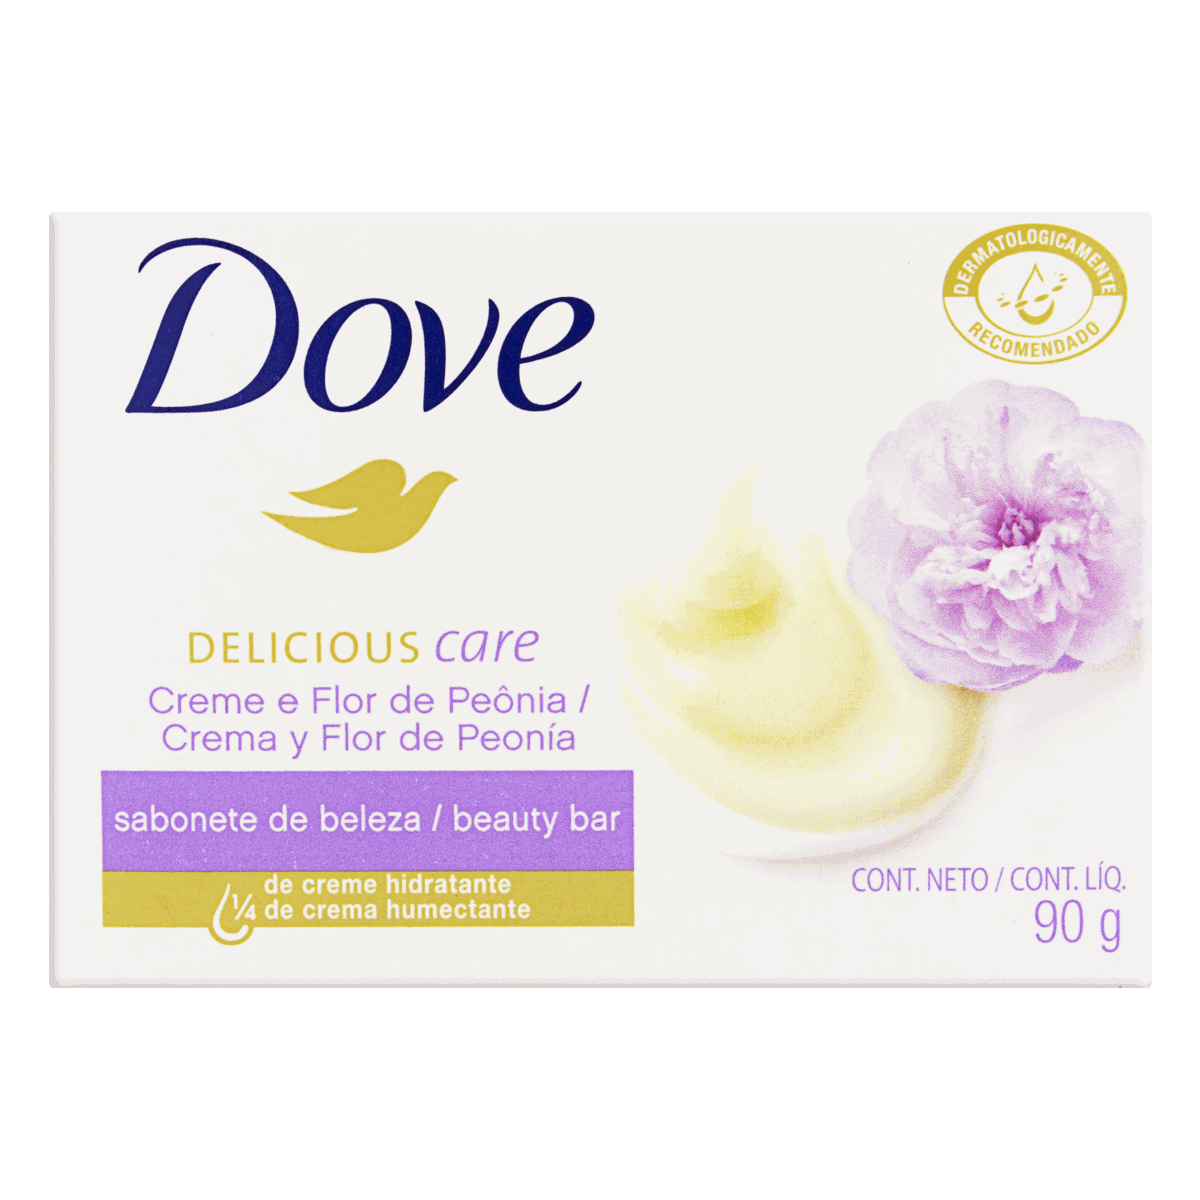 Dove
DERMATOLOGICAMENTE
RECOMENDADO
DELICIOUS care
Creme e Flor de Peônia /
Crema y Flor de Peonía
sabonete de beleza / beauty bar
1/4
de creme hidratante
de crema humectante
CONT. NETO / CONT. LÍQ.
90 g